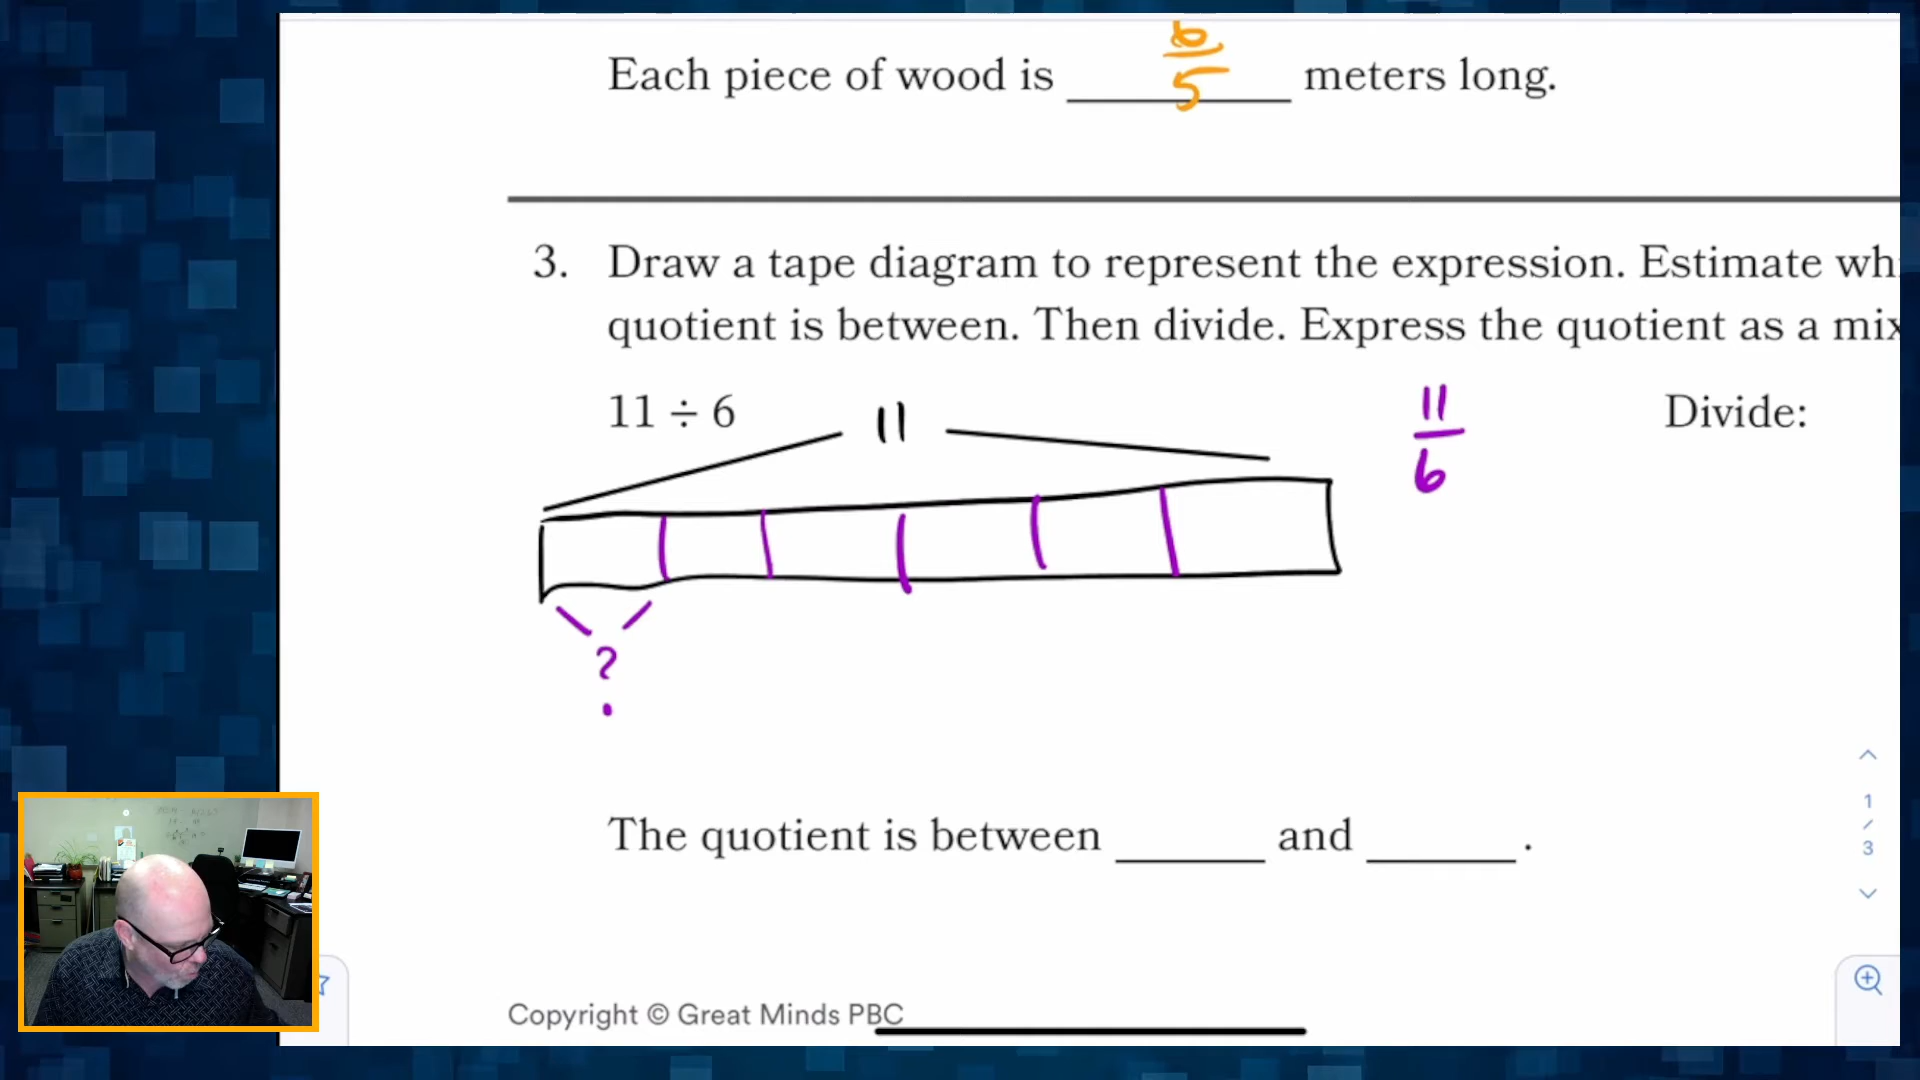 6
Each piece of wood is 5 meters long.
3. Draw a tape diagram to represent the expression. Estimate wh
quotient is between. Then divide. Express the quotient as a mix
11 ÷ 6 11 11 Divide:
6
?
The quotient is between ______ and ______.
1
/
3
Copyright © Great Minds PBC